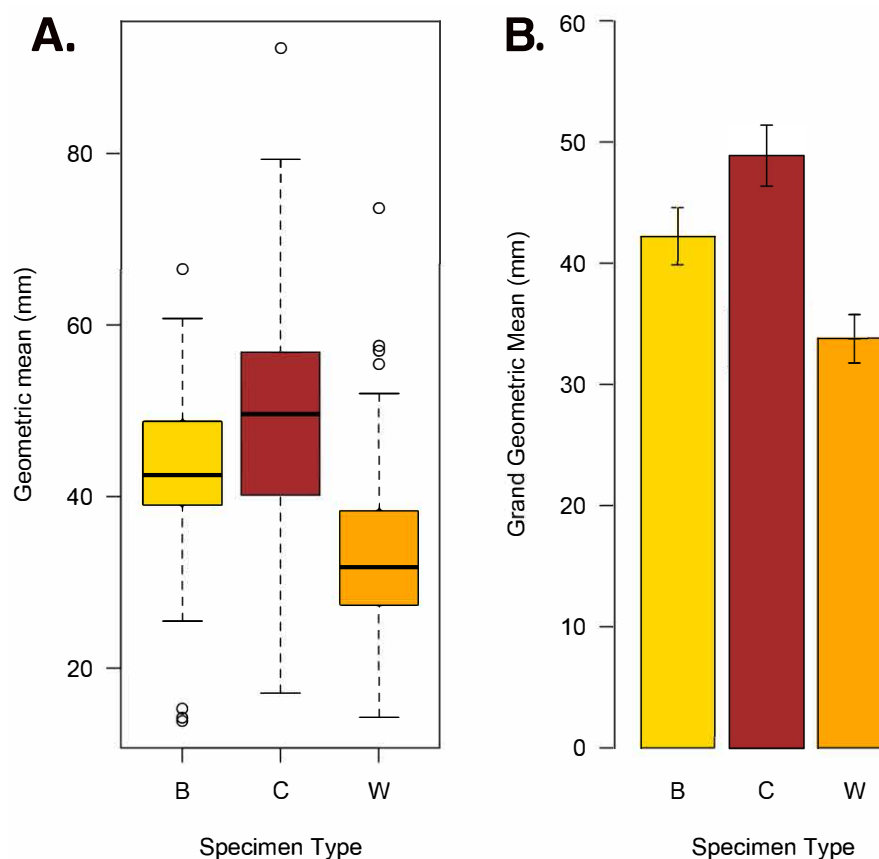 A.
Geometric mean (mm)
80
60
40
20
B C W
Specimen Type
B.
Grand Geometric Mean (mm)
60
50
40
30
20
10
0
B C W
Specimen Type